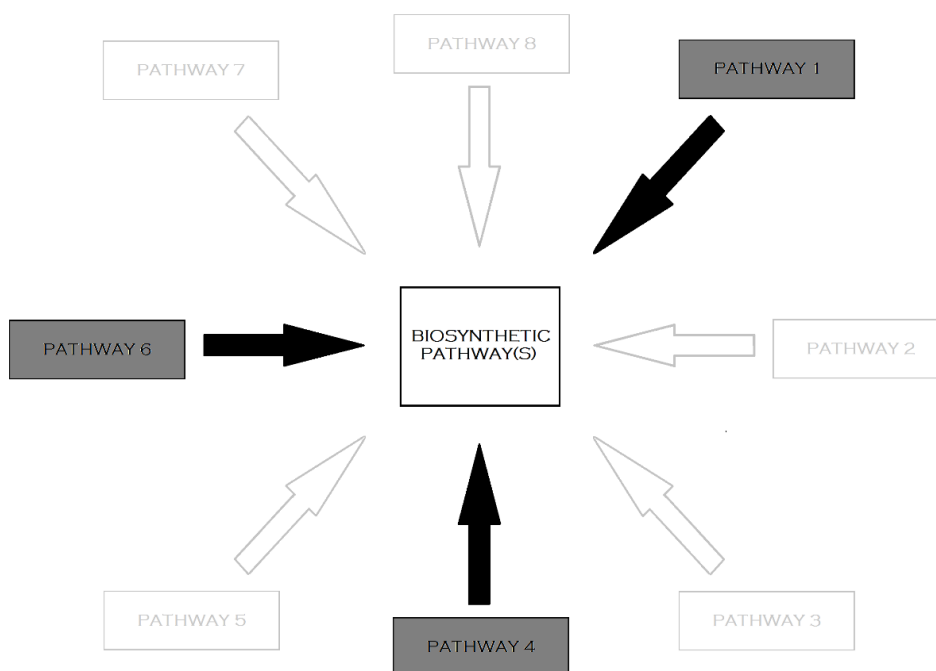 PATHWAY 8
PATHWAY 7
PATHWAY 1
BIOSYNTHETIC
PATHWAY(S)
PATHWAY 6
PATHWAY 2
PATHWAY 5
PATHWAY 3
PATHWAY 4